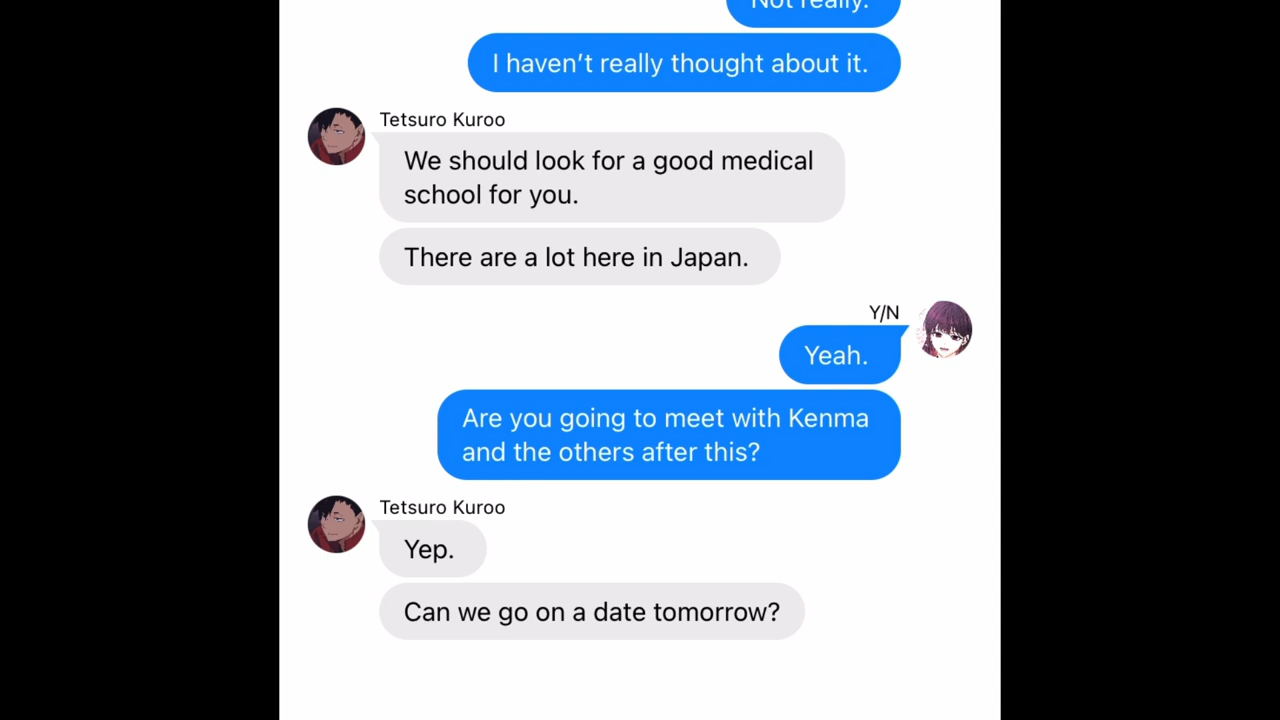 Not really.
I haven’t really thought about it.
Tetsuro Kuroo
We should look for a good medical
school for you.
There are a lot here in Japan.
Y/N
Yeah.
Are you going to meet with Kenma
and the others after this?
Tetsuro Kuroo
Yep.
Can we go on a date tomorrow?